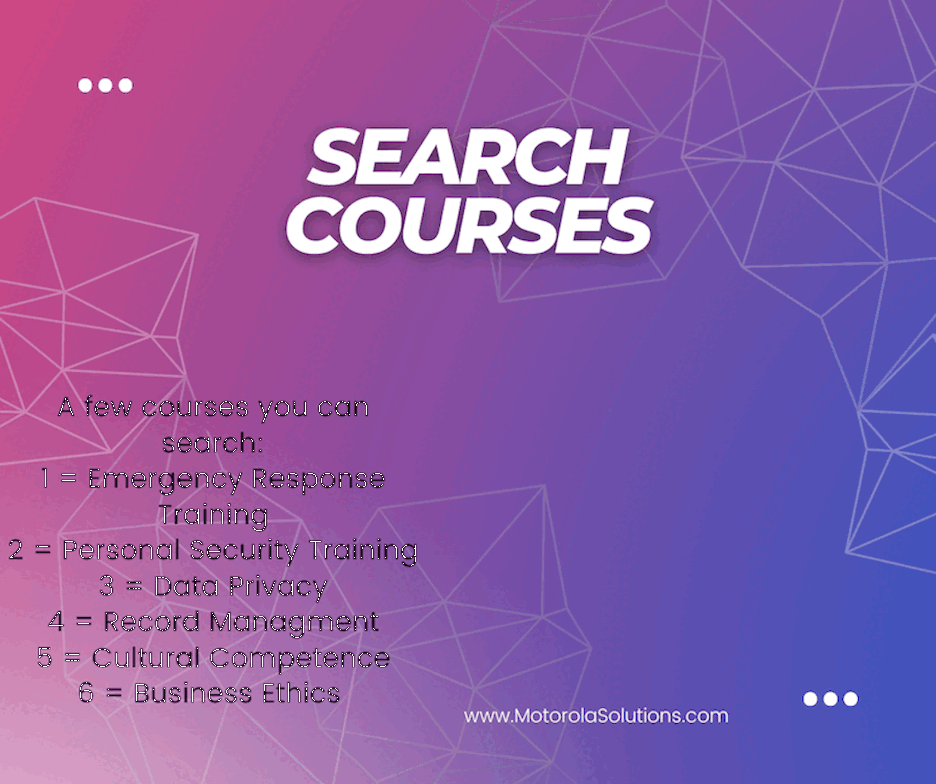 SEARCH
COURSES
A few courses you can
search:
1 = Emergency Response
Training
2 = Personal Security Training
3 = Data Privacy
4 = Record Managment
5 = Cultural Competence
6 = Business Ethics
www.MotorolaSolutions.com